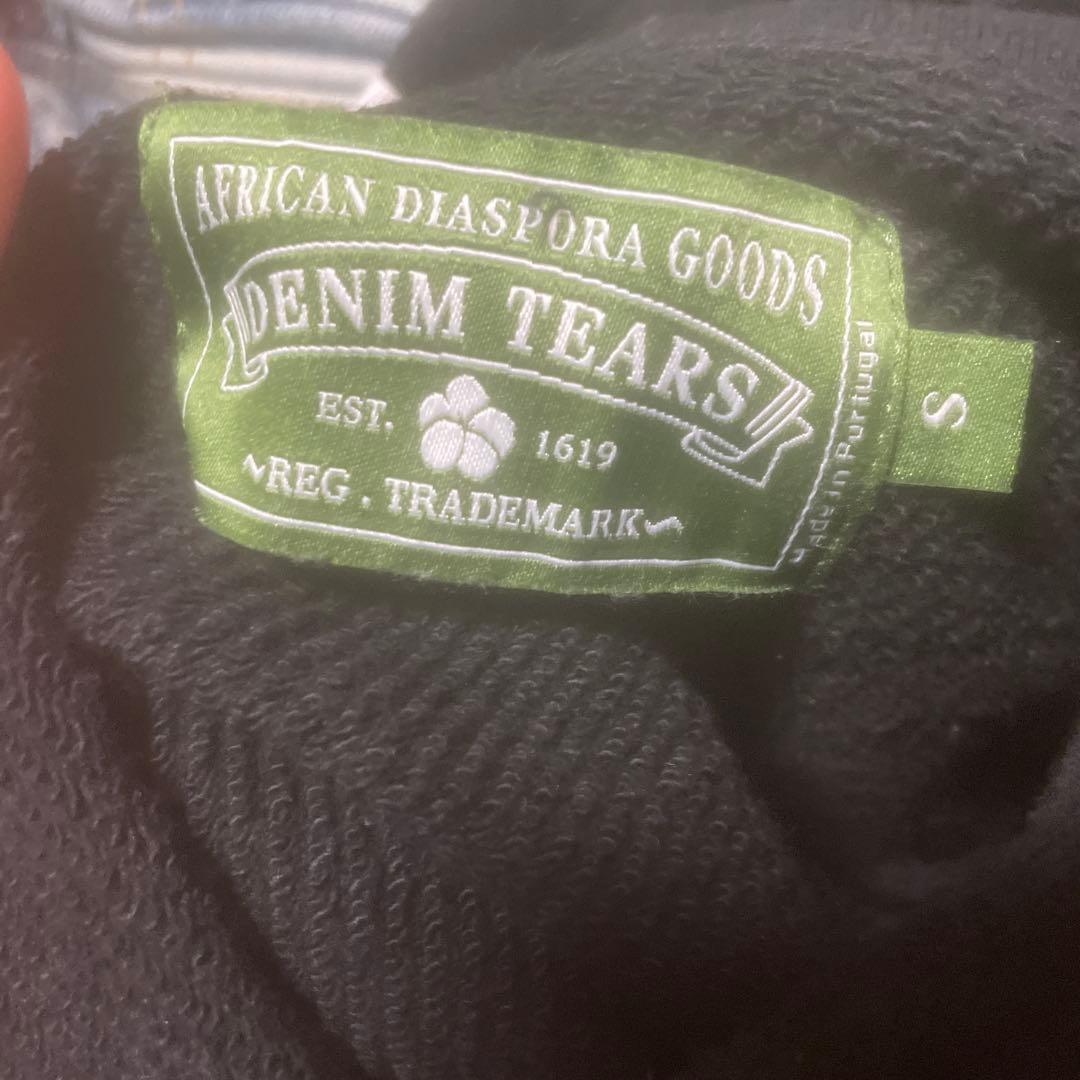 AFRICAN DIASPORA GOODS
DENIM TEARS
EST. 1619
REG . TRADEMARK
Made in Portugal
S